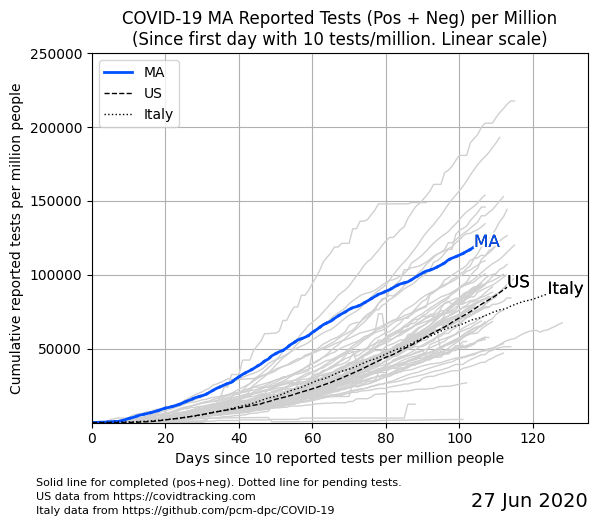 COVID-19 MA Reported Tests (Pos + Neg) per Million
(Since first day with 10 tests/million. Linear scale)
Cumulative reported tests per million people
250000
200000
150000
100000
50000
MA
US
Italy
MA
US
Italy
0
20
40
60
80
100
120
Days since 10 reported tests per million people
Solid line for completed (pos+neg). Dotted line for pending tests.
US data from https://covidtracking.com
Italy data from https://github.com/pcm-dpc/COVID-19
27 Jun 2020